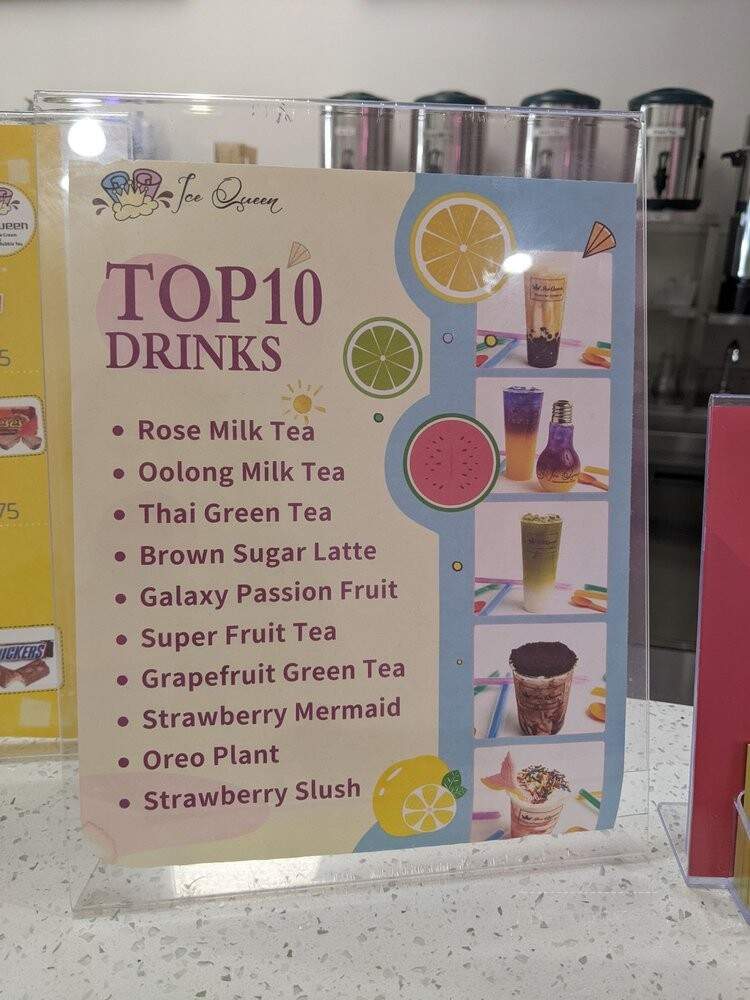 Ice Queen
TOP10
DRINKS
• Rose Milk Tea
• Oolong Milk Tea
• Thai Green Tea
• Brown Sugar Latte
• Galaxy Passion Fruit
• Super Fruit Tea
• Grapefruit Green Tea
• Strawberry Mermaid
• Oreo Plant
• Strawberry Slush